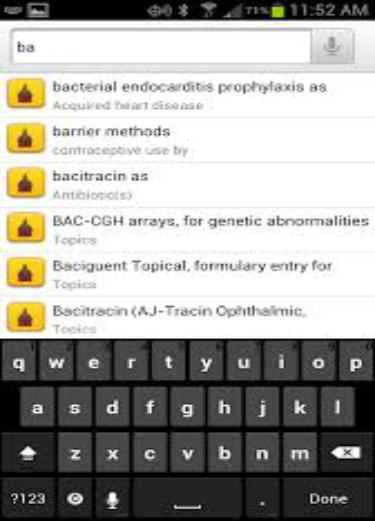 71% 11:52 AM
ba
bacterial endocarditis prophylaxis as
Acquired heart disease
barrier methods
contraceptive use by
bacitracin as
Antibiotic(s)
BAC-CGH arrays, for genetic abnormalities
Topics
Baciguent Topical, formulary entry for
Topics
Bacitracin (AJ-Tracin Ophthalmic,
Topics
q w e r t y u i o p
a s d f g h j k l
z x c v b n m
?123 . Done